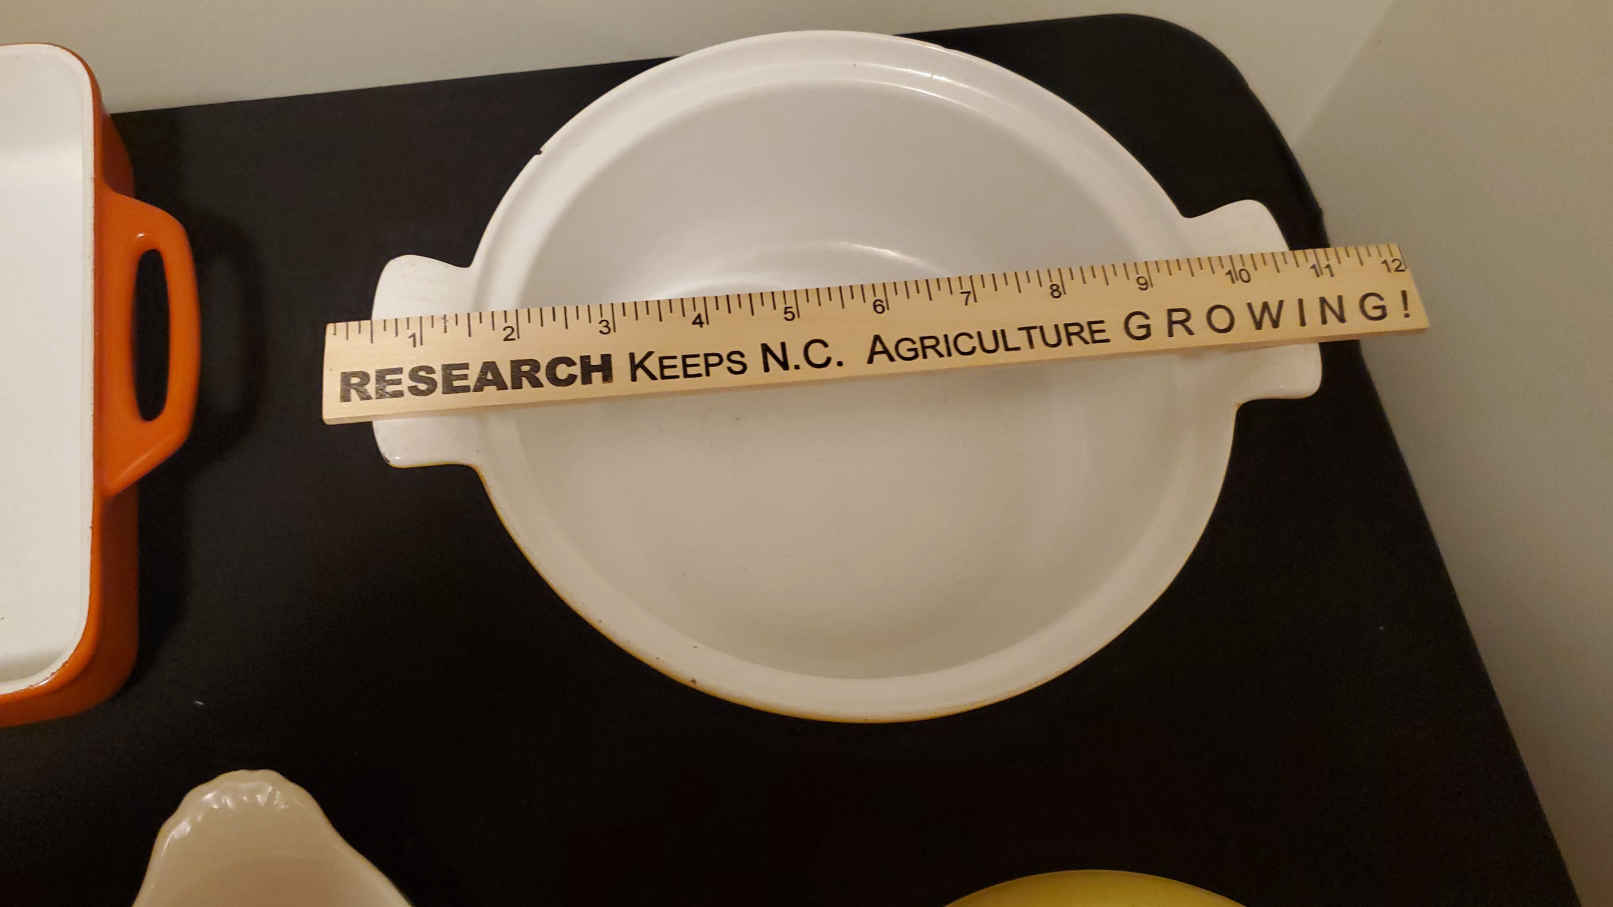 1 2 3 4 5 6 7 8 9 10 11 12
RESEARCH KEEPS N.C. AGRICULTURE GROWING!